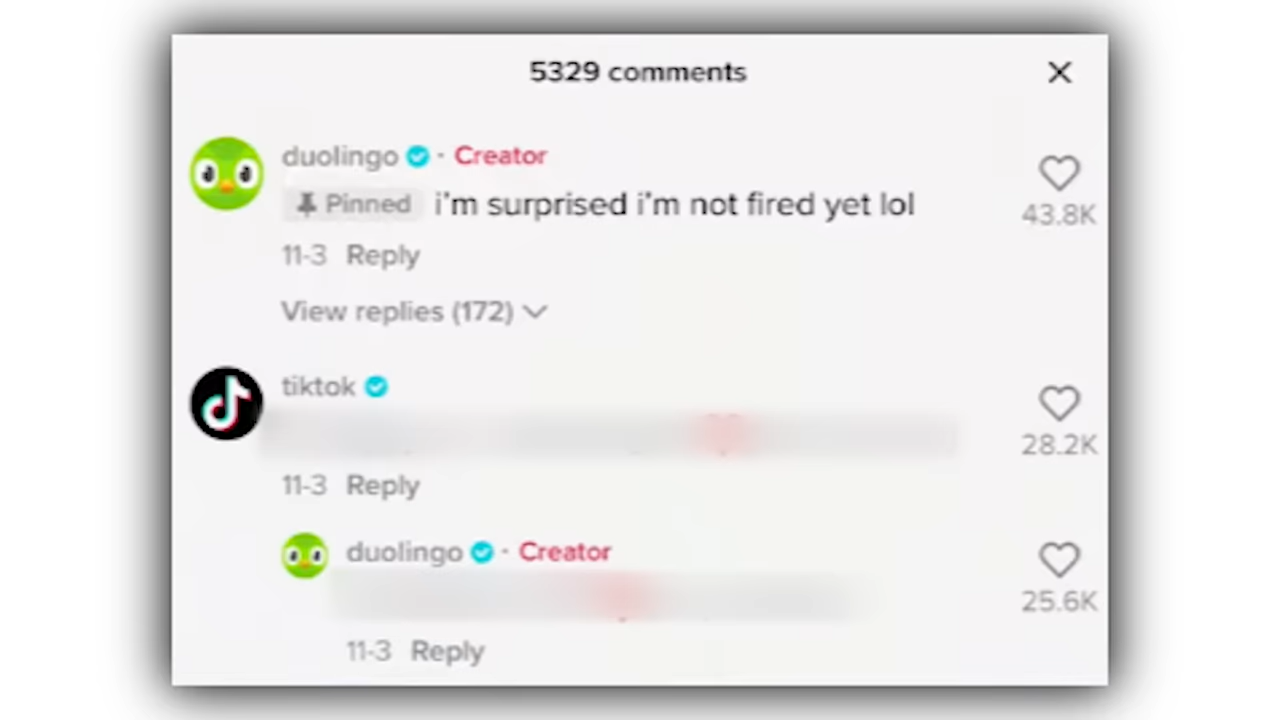 5329 comments
duolingo · Creator
Pinned i'm surprised i'm not fired yet lol
43.8K
11-3 Reply
View replies (172)
tiktok
28.2K
11-3 Reply
duolingo · Creator
25.6K
11-3 Reply